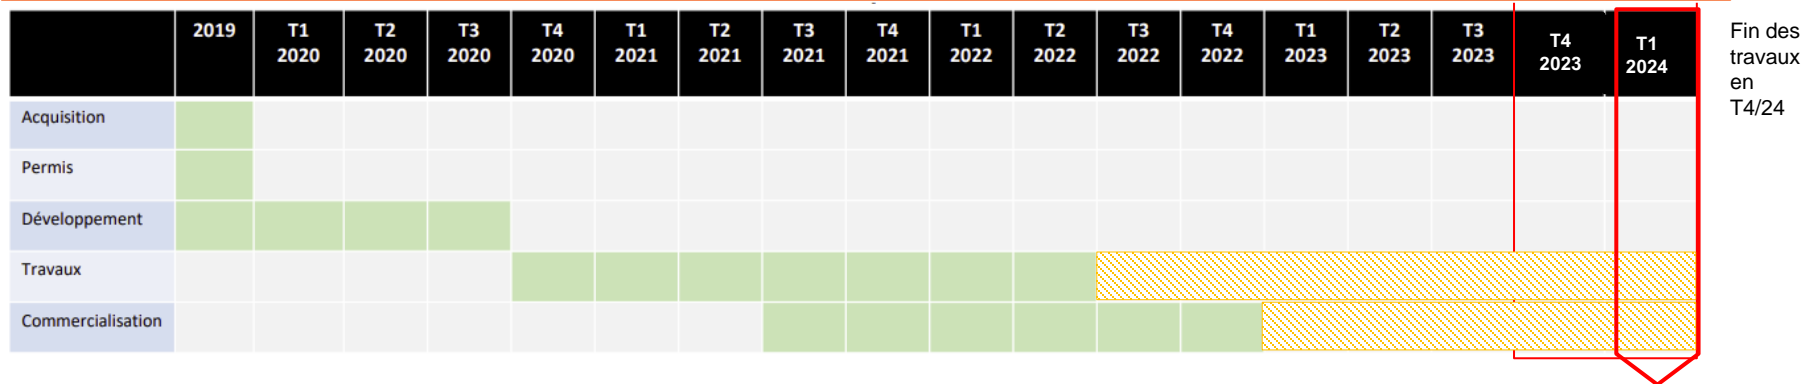 2019 T1 T2 T3 T4 T1 T2 T3 T4 T1 T2 T3 T4 T1 T2 T3 T4 T1
2020 2020 2020 2020 2021 2021 2021 2021 2022 2022 2022 2022 2023 2023 2023 2023 2024
Fin des
travaux
en
T4/24
Acquisition
Permis
Développement
Travaux
Commercialisation